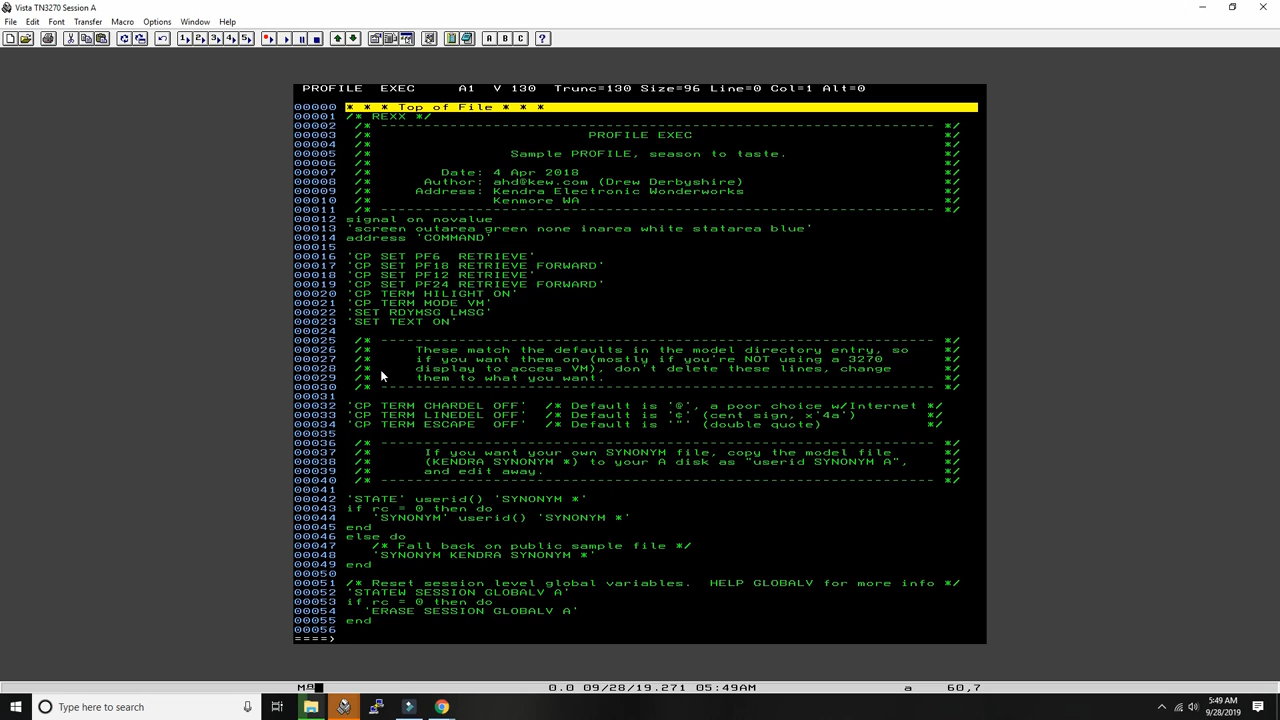 Vista TN3270 Session A
File Edit Font Transfer Macro Options Window Help
1 2 3 4 5 A B C ?
PROFILE EXEC A1 V 130 Trunc=130 Size=96 Line=0 Col=1 Alt=0
00000 * * * Top of File * * *
00001 /* REXX */
00002 /* ---------------------------------------------------------------- */
00003 /* PROFILE EXEC */
00004 /* */
00005 /* Sample PROFILE, season to taste. */
00006 /* */
00007 /* Date: 4 Apr 2018 */
00008 /* Author: ahd@kew.com (Drew Derbyshire) */
00009 /* Address: Kendra Electronic Wonderworks */
00010 /* Kenmore WA */
00011 /* ---------------------------------------------------------------- */
00012 signal on novalue
00013 'screen outarea green none inarea white statarea blue'
00014 address 'COMMAND'
00015
00016 'CP SET PF6 RETRIEVE'
00017 'CP SET PF18 RETRIEVE FORWARD'
00018 'CP SET PF12 RETRIEVE'
00019 'CP SET PF24 RETRIEVE FORWARD'
00020 'CP TERM HILIGHT ON'
00021 'CP TERM MODE VM'
00022 'SET RDYMSG LMSG'
00023 'SET TEXT ON'
00024
00025 /* ---------------------------------------------------------------- */
00026 /* These match the defaults in the model directory entry, so */
00027 /* if you want them on (mostly if you're NOT using a 3270 */
00028 /* display to access VM), don't delete these lines, change */
00029 /* them to what you want. */
00030 /* ---------------------------------------------------------------- */
00031
00032 'CP TERM CHARDEL OFF' /* Default is '@', a poor choice w/Internet */
00033 'CP TERM LINEDEL OFF' /* Default is '¢' (cent sign, x'4a') */
00034 'CP TERM ESCAPE OFF' /* Default is '"' (double quote) */
00035
00036 /* ---------------------------------------------------------------- */
00037 /* If you want your own SYNONYM file, copy the model file */
00038 /* (KENDRA SYNONYM *) to your A disk as "userid SYNONYM A", */
00039 /* and edit away. */
00040 /* ---------------------------------------------------------------- */
00041
00042 'STATE' userid() 'SYNONYM *'
00043 if rc = 0 then do
00044 'SYNONYM' userid() 'SYNONYM *'
00045 end
00046 else do
00047 /* Fall back on public sample file */
00048 'SYNONYM KENDRA SYNONYM *'
00049 end
00050
00051 /* Reset session level global variables. HELP GLOBALV for more info */
00052 'STATEW SESSION GLOBALV A'
00053 if rc = 0 then do
00054 'ERASE SESSION GLOBALV A'
00055 end
00056
====>
0.0 09/28/19.271 05:49AM a 60,7
Type here to search
5:49 AM
9/28/2019